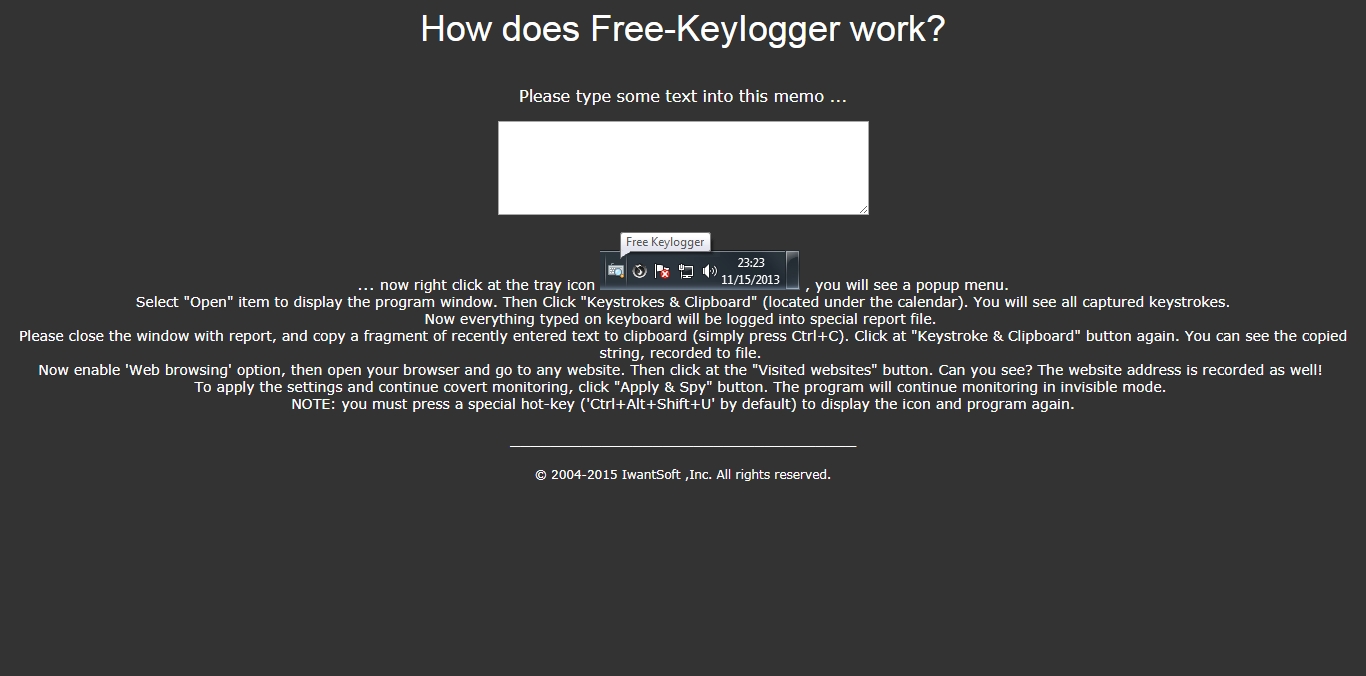 How does Free-Keylogger work?
Please type some text into this memo ...
Free Keylogger
23:23
11/15/2013
... now right click at the tray icon , you will see a popup menu.
Select "Open" item to display the program window. Then Click "Keystrokes & Clipboard" (located under the calendar). You will see all captured keystrokes.
Now everything typed on keyboard will be logged into special report file.
Please close the window with report, and copy a fragment of recently entered text to clipboard (simply press Ctrl+C). Click at "Keystroke & Clipboard" button again. You can see the copied
string, recorded to file.
Now enable 'Web browsing' option, then open your browser and go to any website. Then click at the "Visited websites" button. Can you see? The website address is recorded as well!
To apply the settings and continue covert monitoring, click "Apply & Spy" button. The program will continue monitoring in invisible mode.
NOTE: you must press a special hot-key ('Ctrl+Alt+Shift+U' by default) to display the icon and program again.
© 2004-2015 IwantSoft ,Inc. All rights reserved.